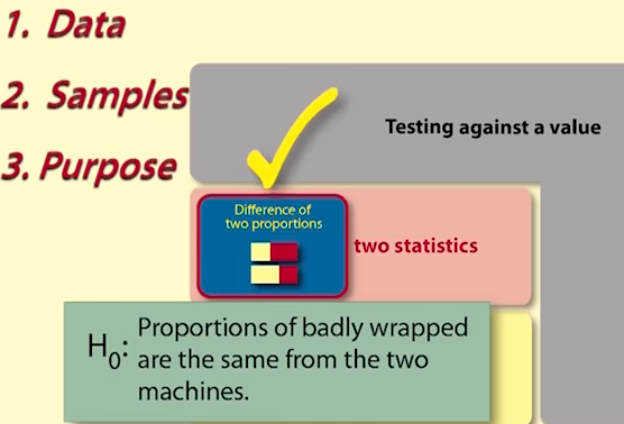 1. Data
2. Samples
3. Purpose
Testing against a value
Difference of
two proportions
two statistics
H₀: Proportions of badly wrapped
are the same from the two
machines.